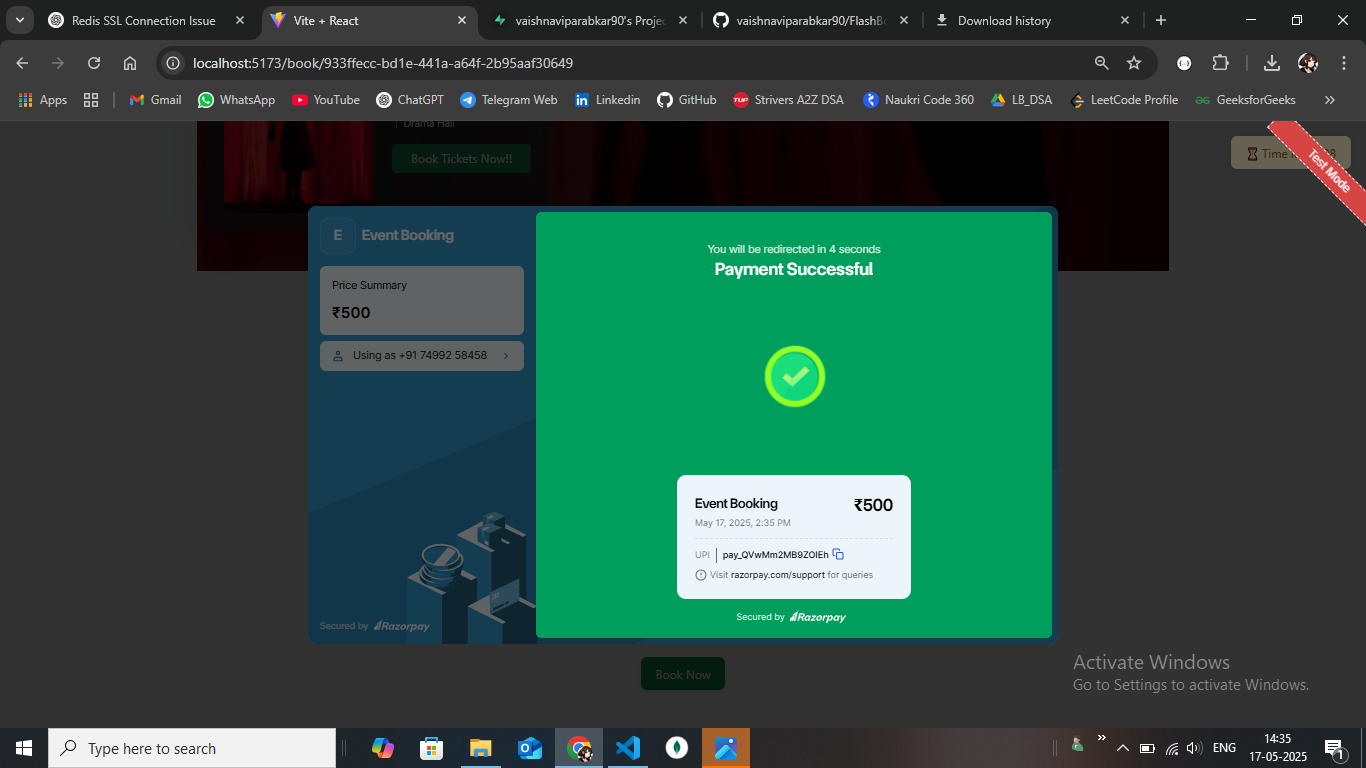 Redis SSL Connection Issue
Vite + React
vaishnaviparabkar90's Projec
vaishnaviparabkar90/FlashBo
Download history
localhost:5173/book/933ffecc-bd1e-441a-a64f-2b95aaf30649
Apps
Gmail
WhatsApp
YouTube
ChatGPT
Telegram Web
Linkedin
GitHub
TUF
Strivers A2Z DSA
Naukri Code 360
LB_DSA
LeetCode Profile
GeeksforGeeks
Drama Hall
Book Tickets Now!!
Time
Test Mode
E
Event Booking
Price Summary
₹500
Using as +91 74992 58458
Secured by Razorpay
You will be redirected in 4 seconds
Payment Successful
Event Booking
₹500
May 17, 2025, 2:35 PM
UPI
pay_QVwMm2MB9ZOIEh
Visit razorpay.com/support for queries
Secured by Razorpay
Book Now
Activate Windows
Go to Settings to activate Windows.
Type here to search
ENG
14:35
17-05-2025
1